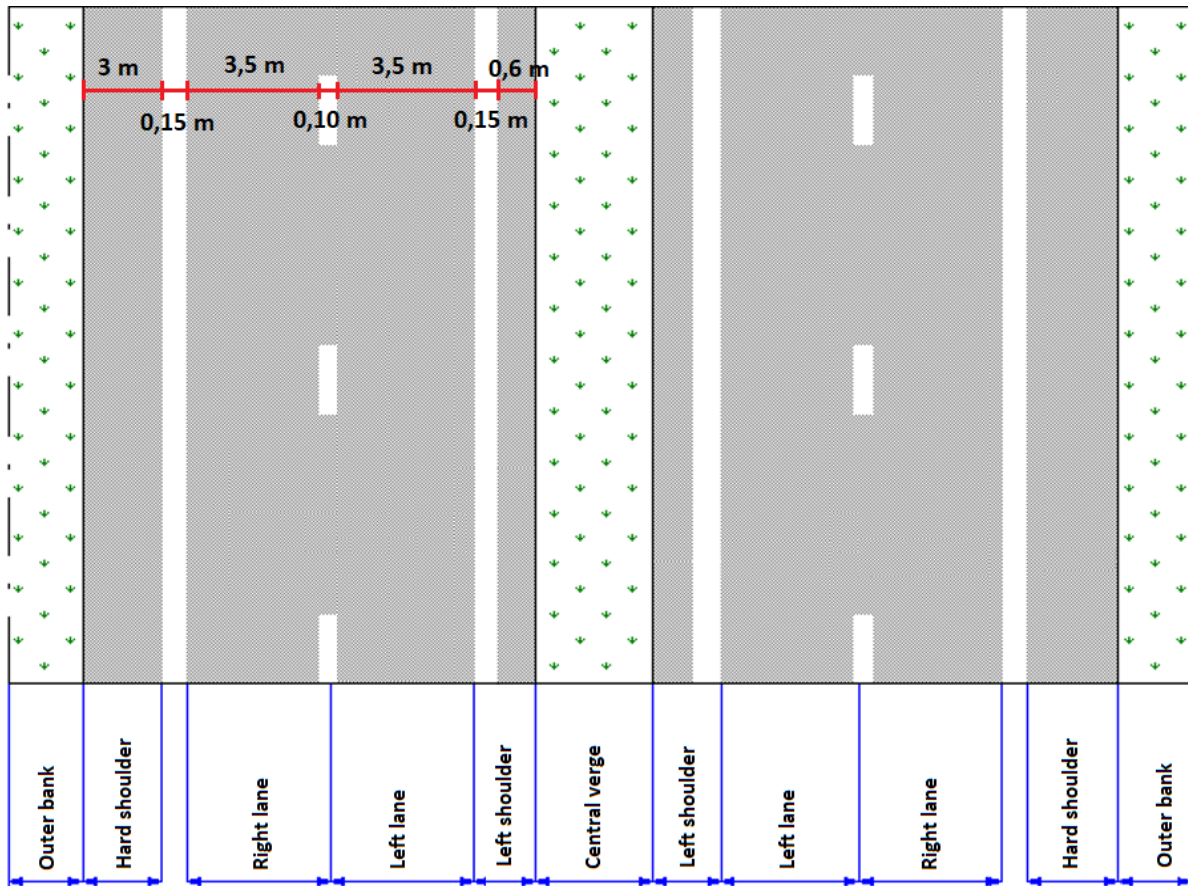 3 m
3,5 m
3,5 m
0,6 m
0,15 m
0,10 m
0,15 m
Outer bank
Hard shoulder
Right lane
Left lane
Left shoulder
Central verge
Left shoulder
Left lane
Right lane
Hard shoulder
Outer bank